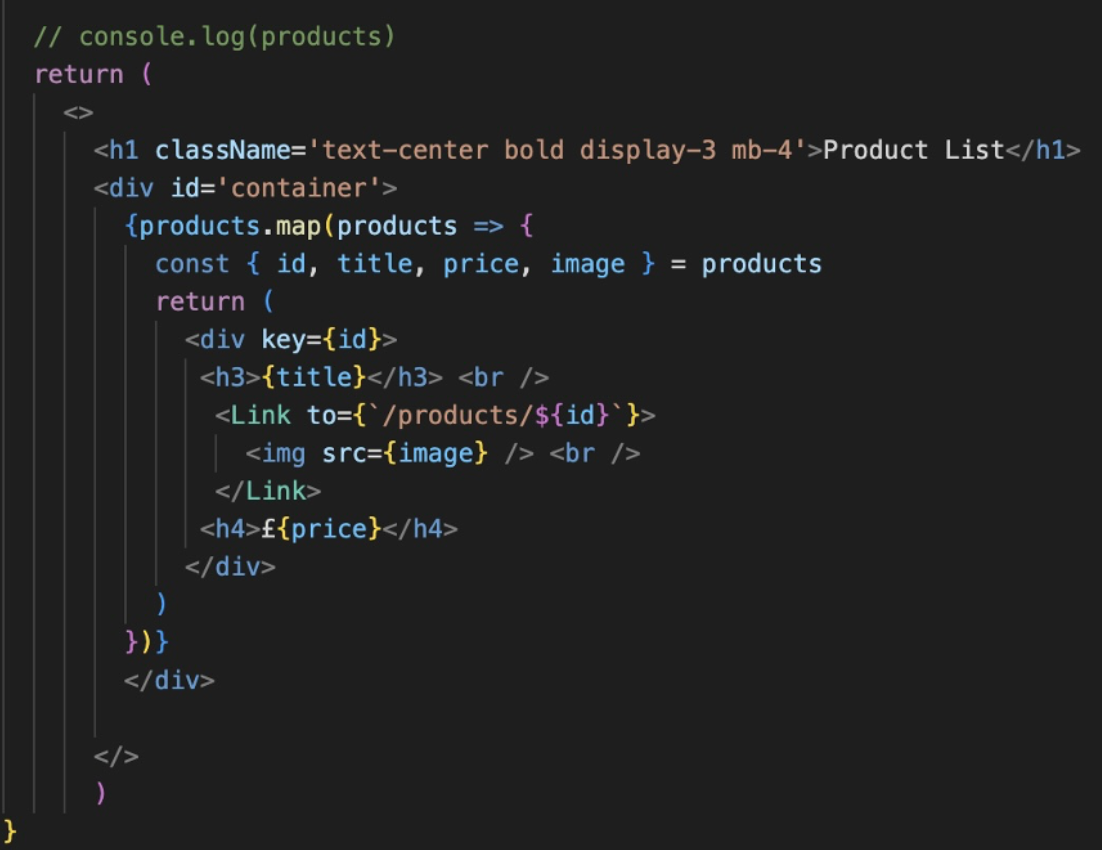 // console.log(products)
return (
<>
<h1 className='text-center bold display-3 mb-4'>Product List</h1>
<div id='container'>
{products.map(products => {
const { id, title, price, image } = products
return (
<div key={id}>
<h3>{title}</h3> <br />
<Link to={`/products/${id}`}>
<img src={image} /> <br />
</Link>
<h4>£{price}</h4>
</div>
)
})}
</div>
</>
)
}